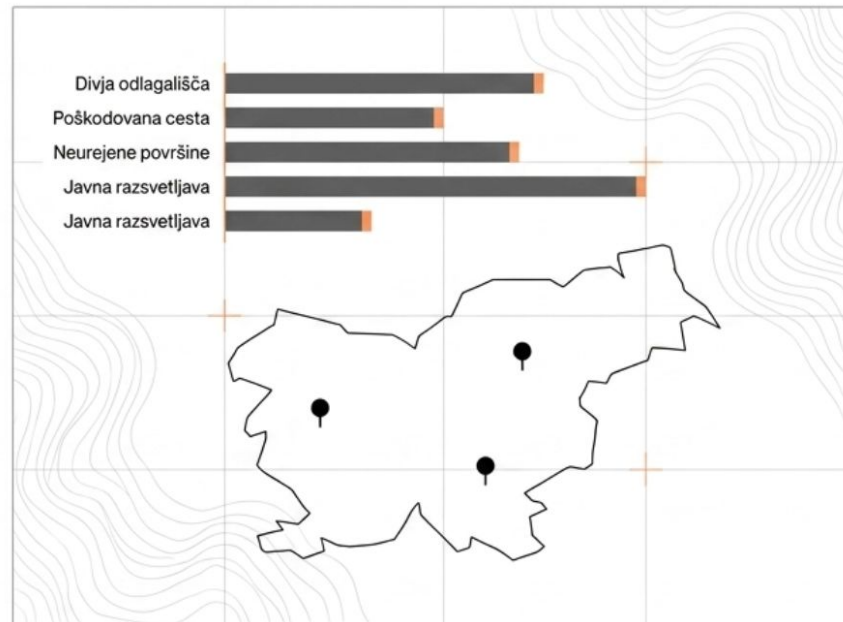 Divja odlagališča
Poškodovana cesta
Neurejene površine
Javna razsvetljava
Javna razsvetljava